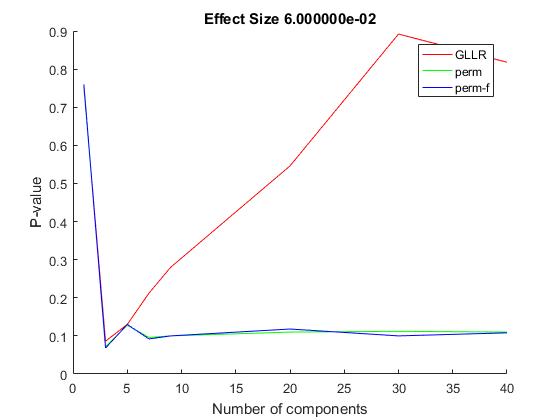 Effect Size 6.000000e-02
0.9
0.8
0.7
0.6
0.5
0.4
0.3
0.2
0.1
0
P-value
GLLR
perm
perm-f
0 5 10 15 20 25 30 35 40
Number of components